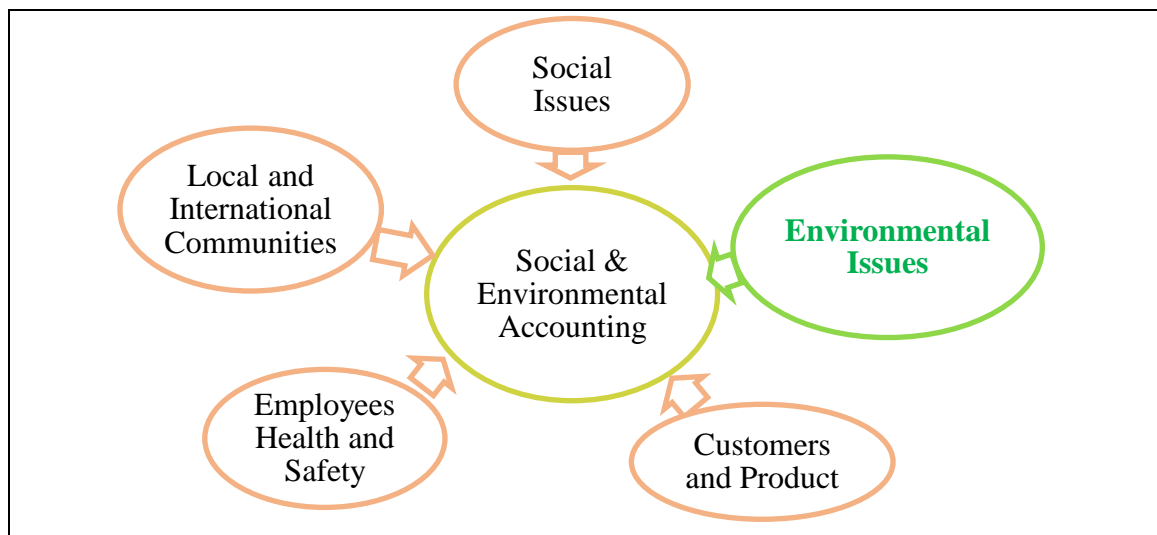 Social
Issues
Local and
International
Communities
Environmental
Issues
Social &
Environmental
Accounting
Employees
Health and
Safety
Customers
and Product